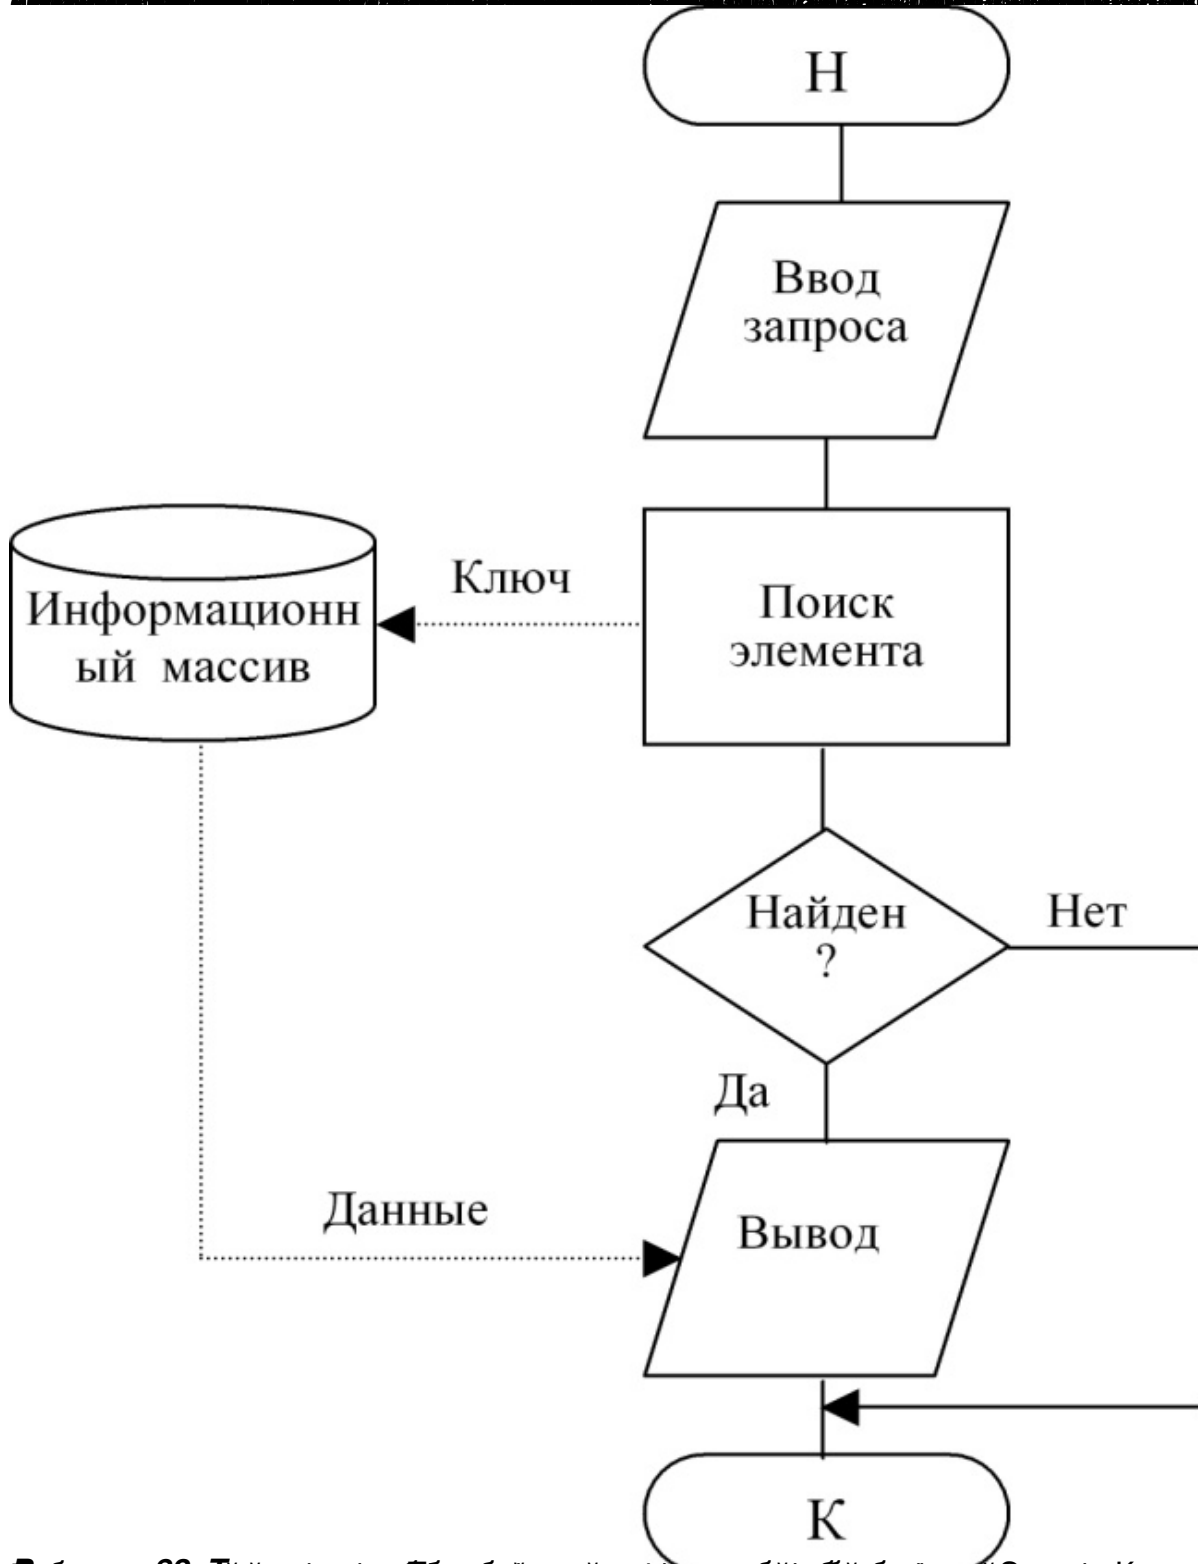 Н
Ввод
запроса
Ключ
Информационн
ый массив
Поиск
элемента
Найден
?
Нет
Да
Данные
Вывод
К